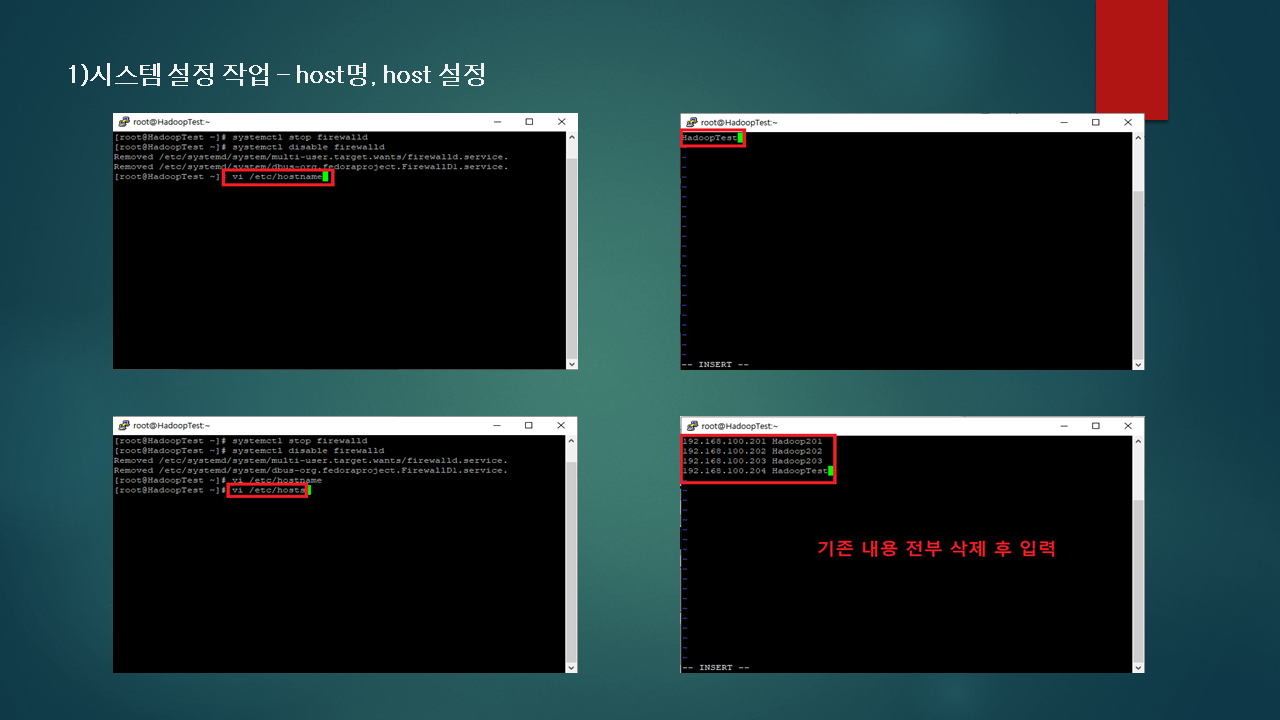 1)시스템 설정 작업 – host명, host 설정
root@HadoopTest:~
[root@HadoopTest ~]# systemctl stop firewalld
[root@HadoopTest ~]# systemctl disable firewalld
Removed /etc/systemd/system/multi-user.target.wants/firewalld.service.
Removed /etc/systemd/system/dbus-org.fedoraproject.FirewallD1.service.
[root@HadoopTest ~] vi /etc/hostname
root@HadoopTest:~
HadoopTest
-- INSERT --
root@HadoopTest:~
[root@HadoopTest ~]# systemctl stop firewalld
[root@HadoopTest ~]# systemctl disable firewalld
Removed /etc/systemd/system/multi-user.target.wants/firewalld.service.
Removed /etc/systemd/system/dbus-org.fedoraproject.FirewallD1.service.
[root@HadoopTest ~]# vi /etc/hostname
[root@HadoopTest ~]# vi /etc/hosts
root@HadoopTest:~
192.168.100.201 Hadoop201
192.168.100.202 Hadoop202
192.168.100.203 Hadoop203
192.168.100.204 HadoopTest
기존 내용 전부 삭제 후 입력
-- INSERT --